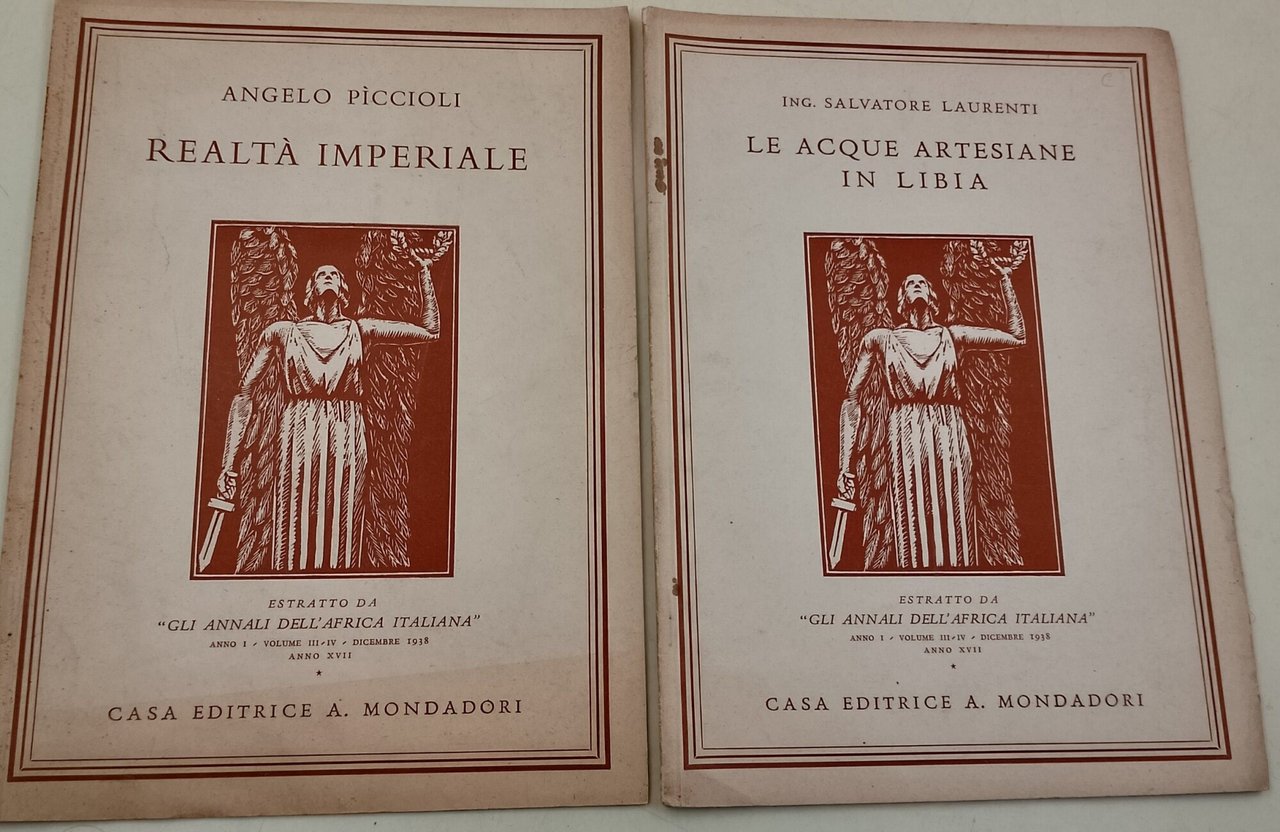 ANGELO PÌCCIOLI
REALTÀ IMPERIALE
ESTRATTO DA
"GLI ANNALI DELL'AFRICA ITALIANA"
ANNO I - VOLUME III-IV - DICEMBRE 1938
ANNO XVII
CASA EDITRICE A. MONDADORI
ING. SALVATORE LAURENTI
LE ACQUE ARTESIANE
IN LIBIA
ESTRATTO DA
"GLI ANNALI DELL'AFRICA ITALIANA"
ANNO I - VOLUME III-IV - DICEMBRE 1938
ANNO XVII
CASA EDITRICE A. MONDADORI